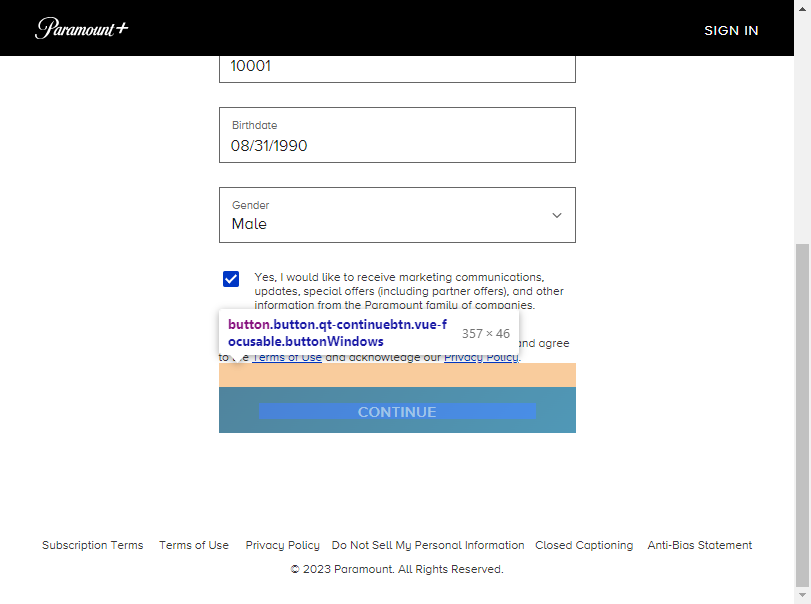 Paramount+
SIGN IN
10001
Birthdate
08/31/1990
Gender
Male
Yes, I would like to receive marketing communications,
updates, special offers (including partner offers), and other
information from the Paramount family of companies.
button.button.qt-continuebtn.vue-f
ocusable.buttonWindows
357 × 46
and agree
to the Terms of Use and acknowledge our Privacy Policy.
CONTINUE
Subscription Terms Terms of Use Privacy Policy Do Not Sell My Personal Information Closed Captioning Anti-Bias Statement
© 2023 Paramount. All Rights Reserved.